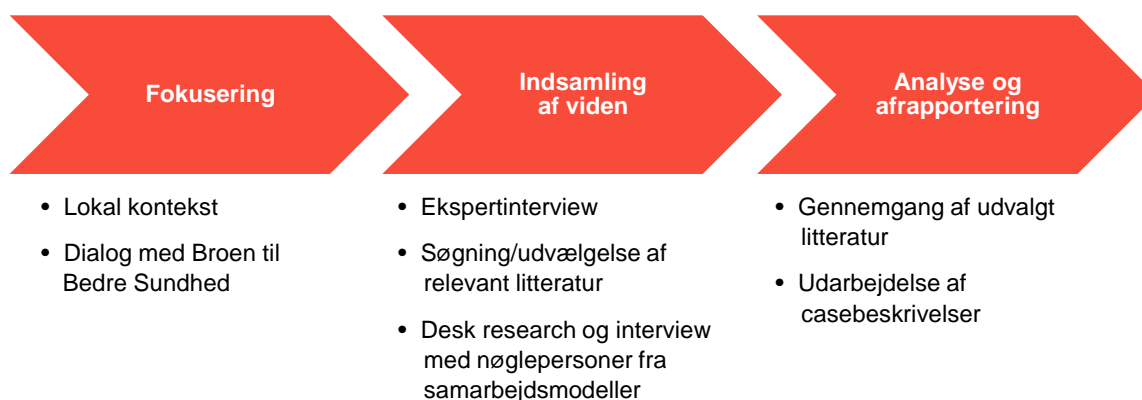 Fokusering
Indsamling
af viden
Analyse og
afrapportering
• Lokal kontekst
• Dialog med Broen til
Bedre Sundhed
• Ekspertinterview
• Søgning/udvælgelse af
relevant litteratur
• Desk research og interview
med nøglepersoner fra
samarbejdsmodeller
• Gennemgang af udvalgt
litteratur
• Udarbejdelse af
casebeskrivelser